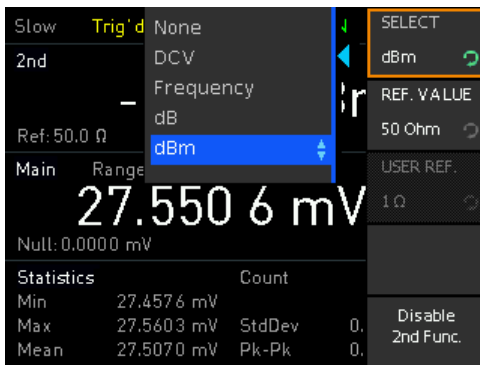 Slow Trig'd
2nd
Ref: 50.0 Ω
None
DCV
Frequency
dB
dBm
Main Range
27.550 6 mV
Null: 0.0000 mV
Statistics Count
Min 27.4576 mV
Max 27.5603 mV StdDev 0.
Mean 27.5070 mV Pk-Pk 0.
SELECT
dBm
REF. VALUE
50 Ohm
USER REF.
1 Ω
Disable
2nd Func.